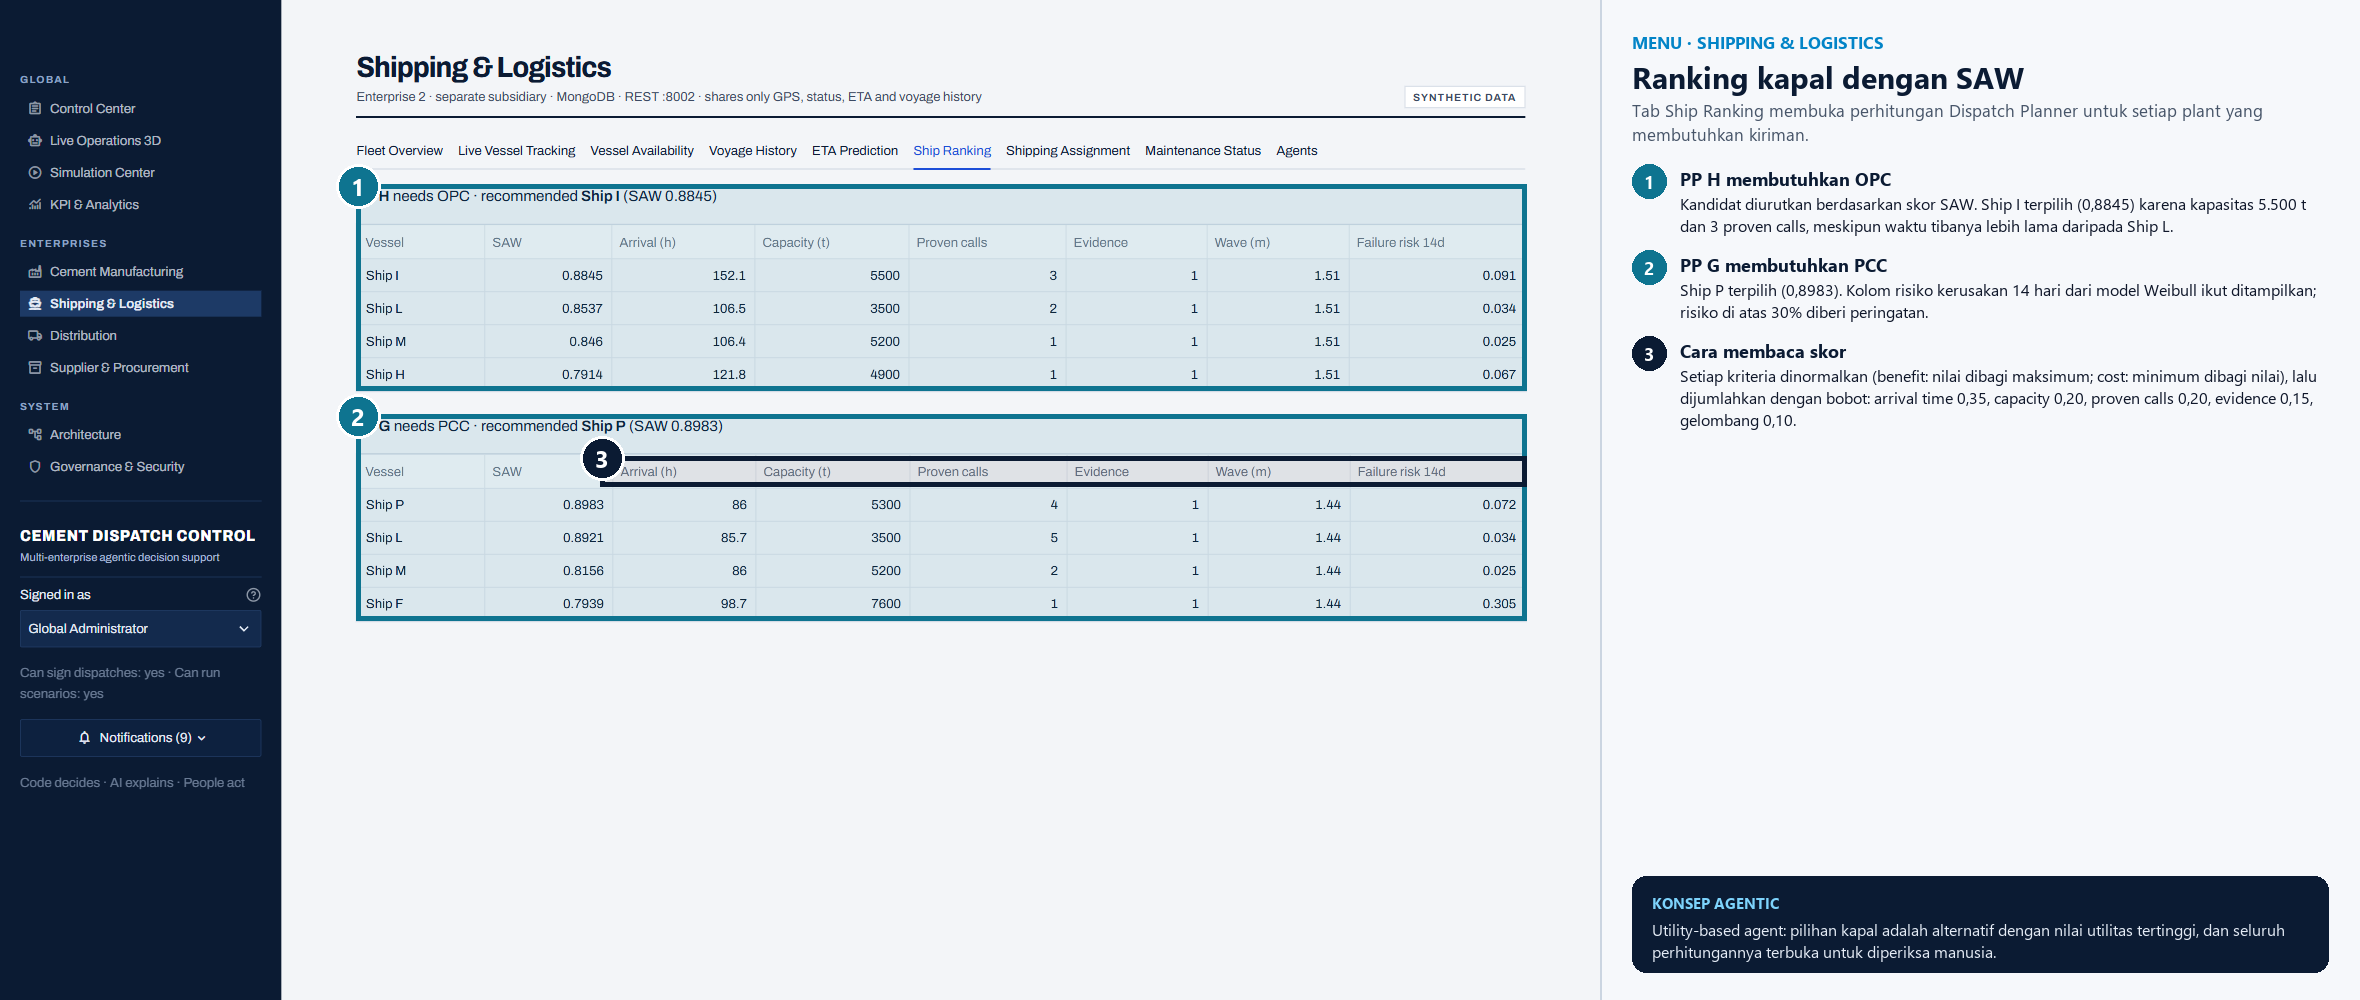 GLOBAL
Control Center
Live Operations 3D
Simulation Center
KPI & Analytics
ENTERPRISES
Cement Manufacturing
Shipping & Logistics
Distribution
Supplier & Procurement
SYSTEM
Architecture
Governance & Security
CEMENT DISPATCH CONTROL
Multi-enterprise agentic decision support
Signed in as
Global Administrator
Can sign dispatches: yes · Can run
scenarios: yes
Notifications (9)
Code decides · AI explains · People act
Shipping & Logistics
Enterprise 2 · separate subsidiary · MongoDB · REST :8002 · shares only GPS, status, ETA and voyage history
SYNTHETIC DATA
Fleet Overview Live Vessel Tracking Vessel Availability Voyage History ETA Prediction Ship Ranking Shipping Assignment Maintenance Status Agents
1
H needs OPC · recommended Ship I (SAW 0.8845)
Vessel SAW Arrival (h) Capacity (t) Proven calls Evidence Wave (m) Failure risk 14d
Ship I 0.8845 152.1 5500 3 1 1.51 0.091
Ship L 0.8537 106.5 3500 2 1 1.51 0.034
Ship M 0.846 106.4 5200 1 1 1.51 0.025
Ship H 0.7914 121.8 4900 1 1 1.51 0.067
2
G needs PCC · recommended Ship P (SAW 0.8983)
3
Vessel SAW Arrival (h) Capacity (t) Proven calls Evidence Wave (m) Failure risk 14d
Ship P 0.8983 86 5300 4 1 1.44 0.072
Ship L 0.8921 85.7 3500 5 1 1.44 0.034
Ship M 0.8156 86 5200 2 1 1.44 0.025
Ship F 0.7939 98.7 7600 1 1 1.44 0.305
MENU · SHIPPING & LOGISTICS
Ranking kapal dengan SAW
Tab Ship Ranking membuka perhitungan Dispatch Planner untuk setiap plant yang
membutuhkan kiriman.
1 PP H membutuhkan OPC
Kandidat diurutkan berdasarkan skor SAW. Ship I terpilih (0,8845) karena kapasitas 5.500 t
dan 3 proven calls, meskipun waktu tibanya lebih lama daripada Ship L.
2 PP G membutuhkan PCC
Ship P terpilih (0,8983). Kolom risiko kerusakan 14 hari dari model Weibull ikut ditampilkan;
risiko di atas 30% diberi peringatan.
3 Cara membaca skor
Setiap kriteria dinormalkan (benefit: nilai dibagi maksimum; cost: minimum dibagi nilai), lalu
dijumlahkan dengan bobot: arrival time 0,35, capacity 0,20, proven calls 0,20, evidence 0,15,
gelombang 0,10.
KONSEP AGENTIC
Utility-based agent: pilihan kapal adalah alternatif dengan nilai utilitas tertinggi, dan seluruh
perhitungannya terbuka untuk diperiksa manusia.